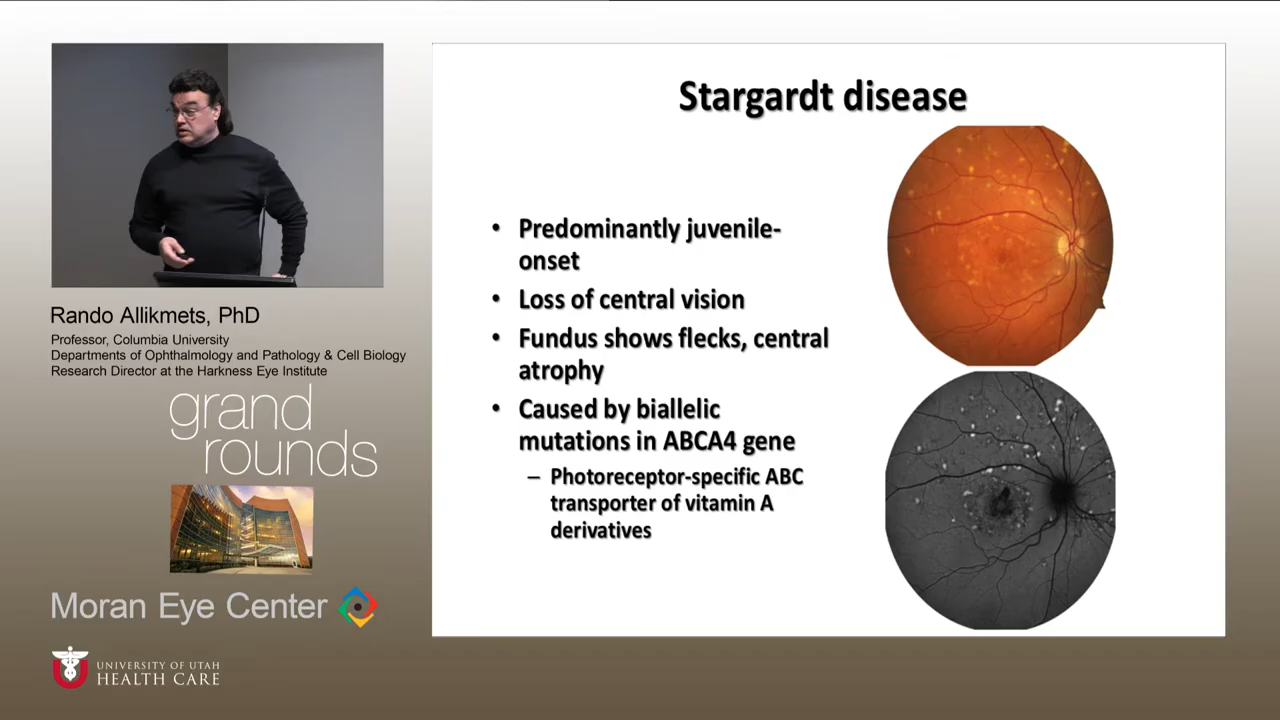 Stargardt disease
• Predominantly juvenile-
onset
• Loss of central vision
• Fundus shows flecks, central
atrophy
• Caused by biallelic
mutations in ABCA4 gene
– Photoreceptor-specific ABC
transporter of vitamin A
derivatives
Rando Allikmets, PhD
Professor, Columbia University
Departments of Ophthalmology and Pathology & Cell Biology
Research Director at the Harkness Eye Institute
grand
rounds
Moran Eye Center
UNIVERSITY OF UTAH
HEALTH CARE